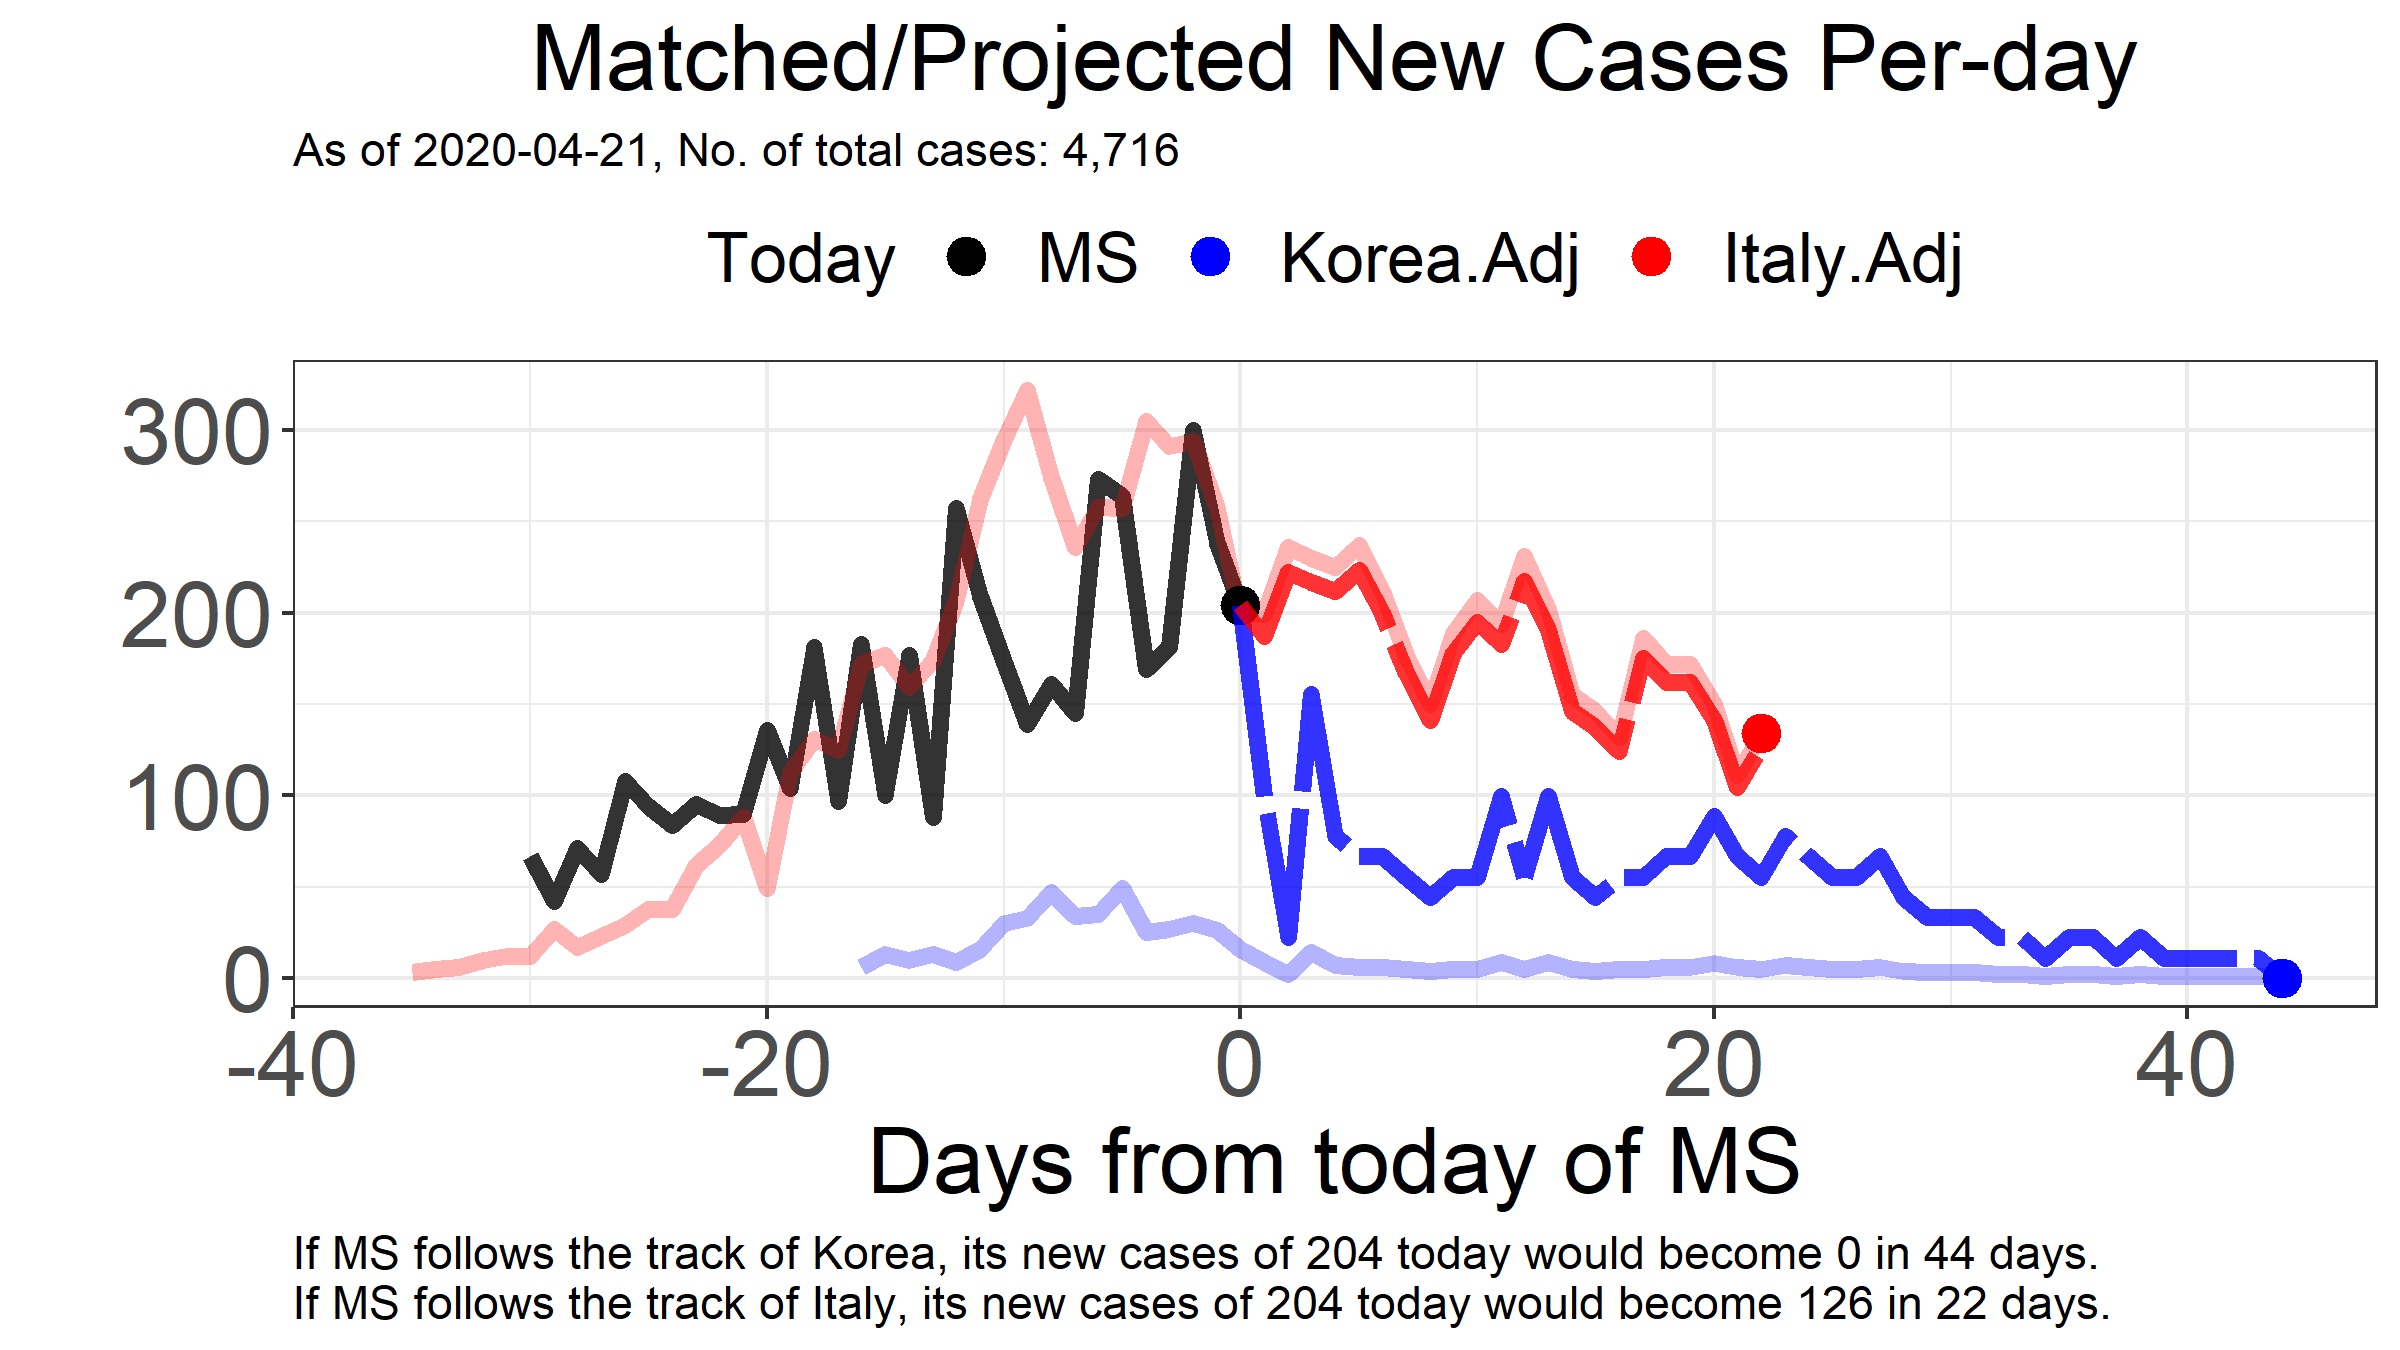 Matched/Projected New Cases Per-day
As of 2020-04-21, No. of total cases: 4,716
Today MS Korea.Adj Italy.Adj
300
200
100
0
-40 -20 0 20 40
Days from today of MS
If MS follows the track of Korea, its new cases of 204 today would become 0 in 44 days.
If MS follows the track of Italy, its new cases of 204 today would become 126 in 22 days.